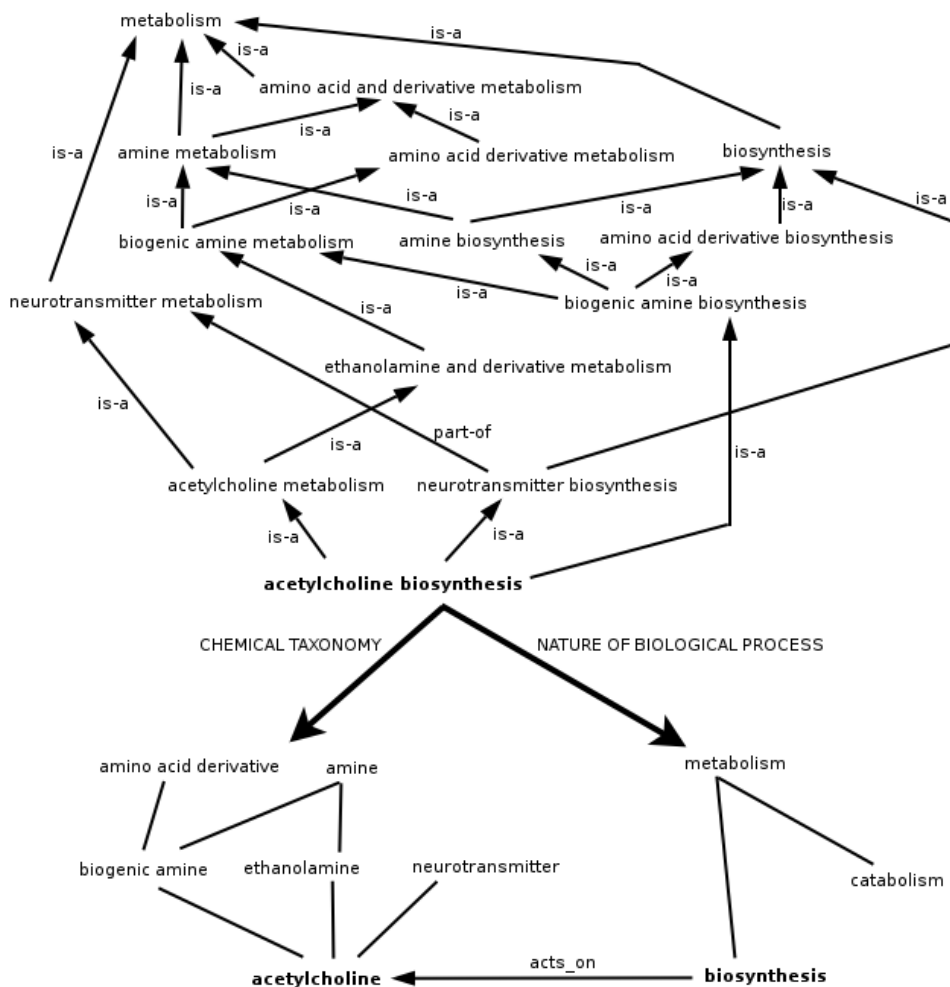 metabolism
is-a
is-a
amino acid and derivative metabolism
is-a
is-a
is-a
is-a
amine metabolism
amino acid derivative metabolism
biosynthesis
is-a
is-a
is-a
is-a
is-a
is-a
is-a
biogenic amine metabolism
amine biosynthesis
amino acid derivative biosynthesis
is-a
is-a
is-a
neurotransmitter metabolism
biogenic amine biosynthesis
is-a
ethanolamine and derivative metabolism
is-a
part-of
is-a
is-a
acetylcholine metabolism
neurotransmitter biosynthesis
is-a
is-a
acetylcholine biosynthesis
CHEMICAL TAXONOMY
NATURE OF BIOLOGICAL PROCESS
amino acid derivative
amine
metabolism
biogenic amine
ethanolamine
neurotransmitter
catabolism
acts_on
acetylcholine
biosynthesis